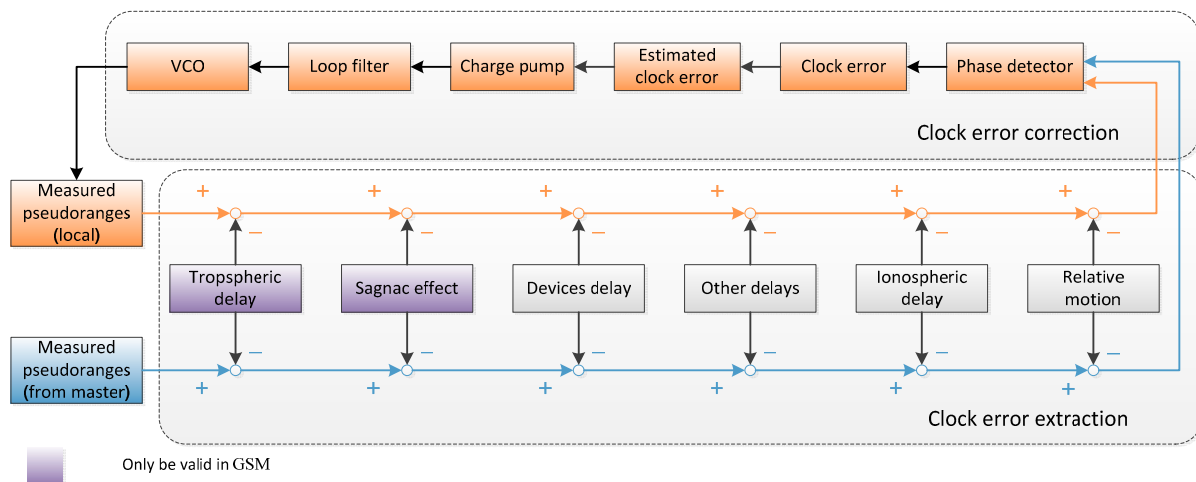 VCO
Loop filter
Charge pump
Estimated
clock error
Clock error
Phase detector
Clock error correction
Measured
pseudoranges
(local)
+ + + + + +
− − − − − −
Tropspheric
delay
Sagnac effect
Devices delay
Other delays
Ionospheric
delay
Relative
motion
Measured
pseudoranges
(from master)
− − − − − −
+ + + + + +
Clock error extraction
Only be valid in GSM